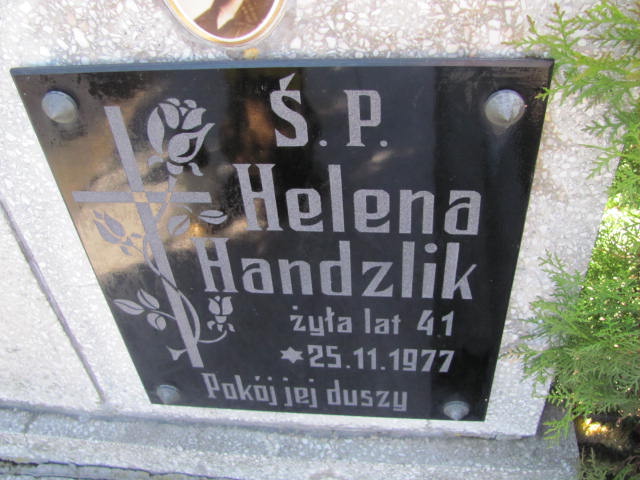 Ś. P.
Helena
Handzlik
żyła lat 41
✶25.11.1977
Pokój jej duszy